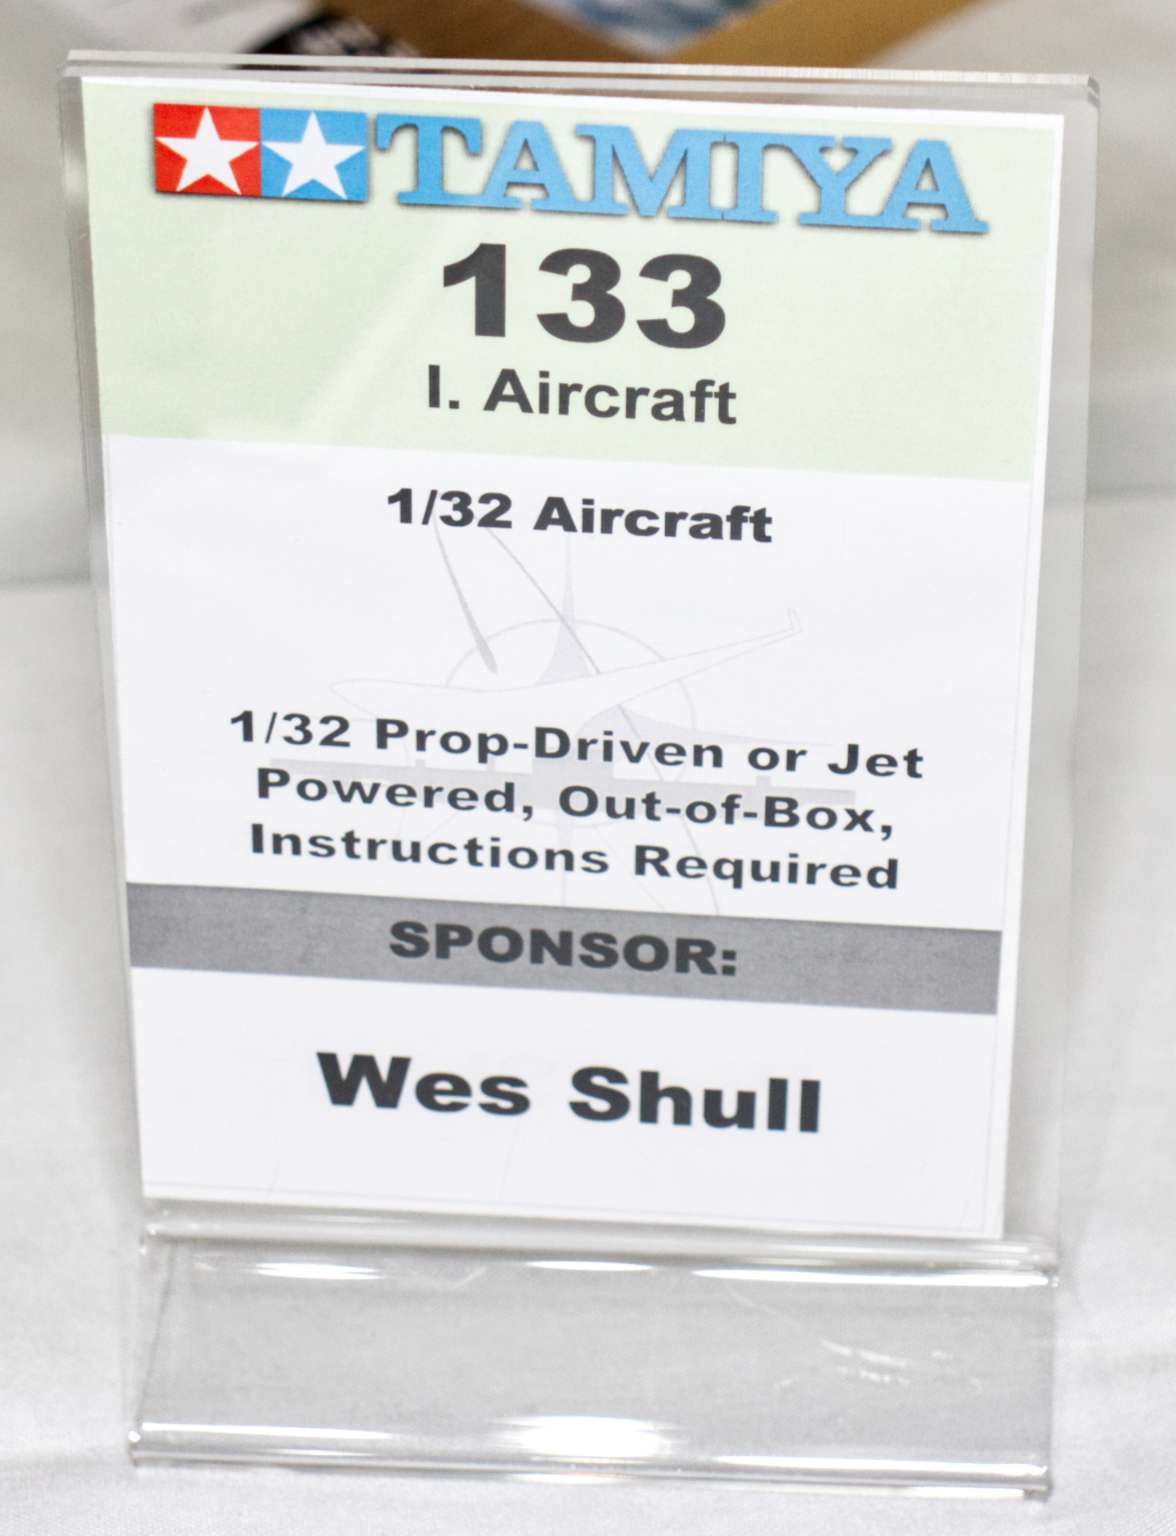 TAMIYA
133
I. Aircraft
1/32 Aircraft
1/32 Prop-Driven or Jet
Powered, Out-of-Box,
Instructions Required
SPONSOR:
Wes Shull